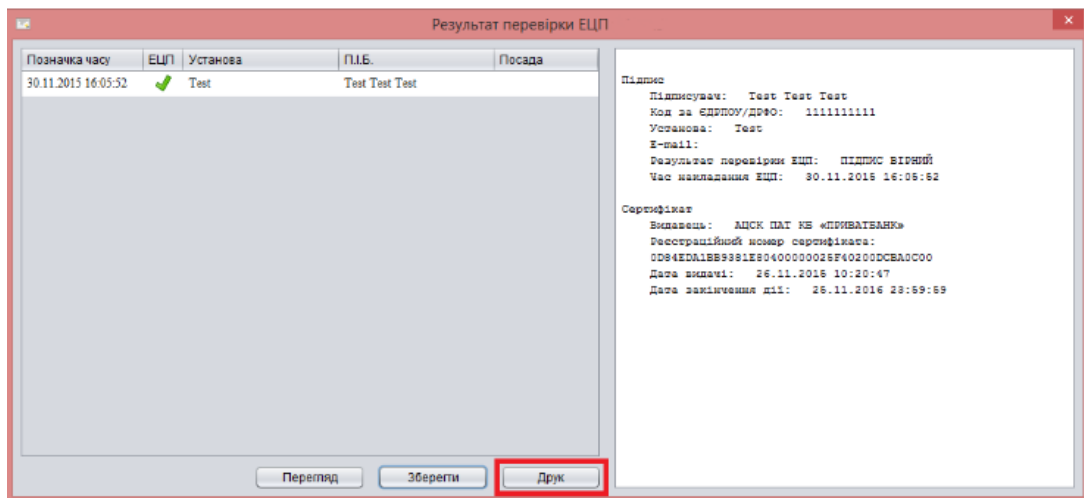 Результат перевірки ЕЦП
Позначка часу ЕЦП Установа П.І.Б. Посада
30.11.2015 16:05:52 Test Test Test Test
Підпис
Підписувач: Test Test Test
Код за ЄДРПОУ/ДРФО: 1111111111
Установа: Test
E-mail:
Результат перевірки ЕЦП: ПІДПИС ВІРНИЙ
Час накладання ЕЦП: 30.11.2015 16:05:52
Сертифікат
Видавець: АЦСК ПАТ КБ «ПРИВАТБАНК»
Реєстраційний номер сертифіката:
0D84EDA1BB9381E80400000025F40200DCBA0C00
Дата видачі: 26.11.2015 10:20:47
Дата закінчення дії: 25.11.2016 23:59:59
Перегляд Зберегти Друк